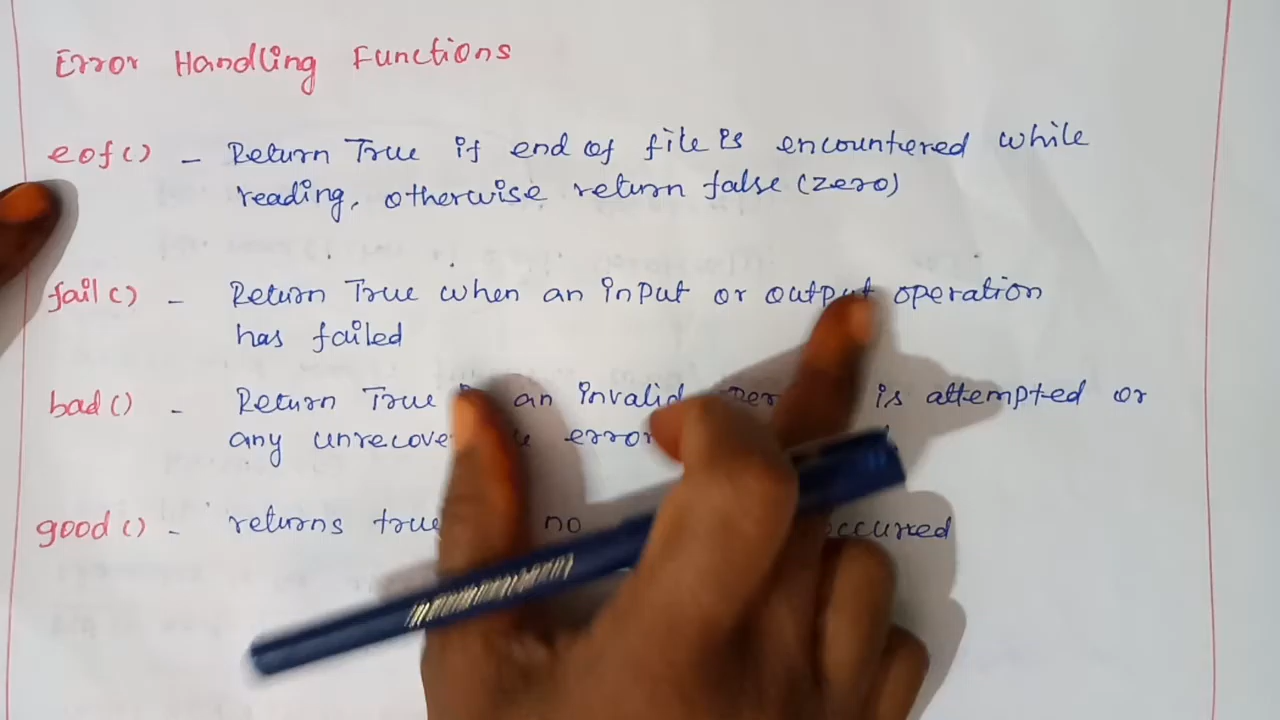 Error Handling Functions
eof() - Return True if end of file is encountered while
reading, otherwise return false (zero)
fail() - Return True when an input or output operation
has failed
bad() - Return True an invalid is attempted or
any error
good() - returns true no occurred